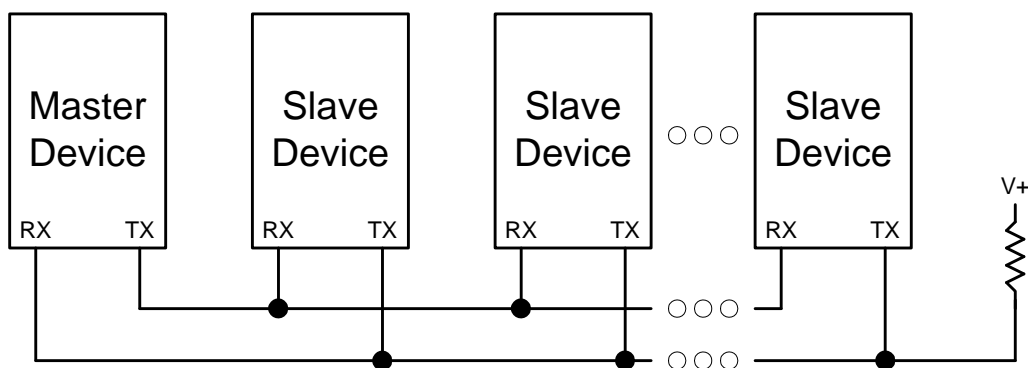 Master
Device
Slave
Device
Slave
Device
Slave
Device
V+
RX TX
RX TX
RX TX
RX TX